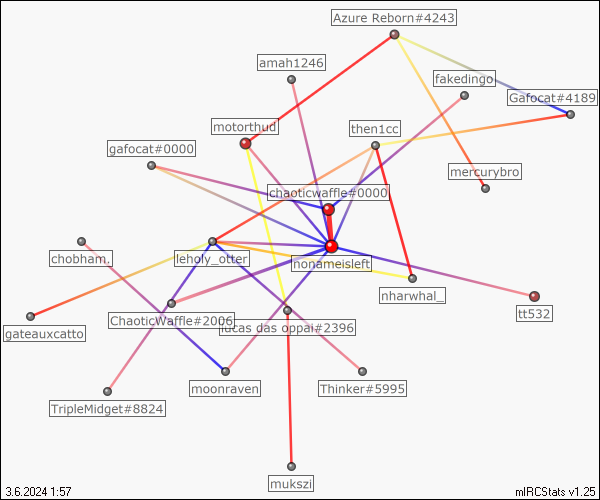 Azure Reborn#4243
amah1246
fakedingo
Gafocat#4189
motorthud
then1cc
gafocat#0000
mercurybro
chaoticwaffle#0000
chobham.
leholy_otter
nonameisleft
nharwhal_
tt532
ChaoticWaffle#2006
lucas das oppai#2396
gateauxcatto
moonraven
Thinker#5995
TripleMidget#8824
mukszi
3.6.2024 1:57
mIRCStats v1.25